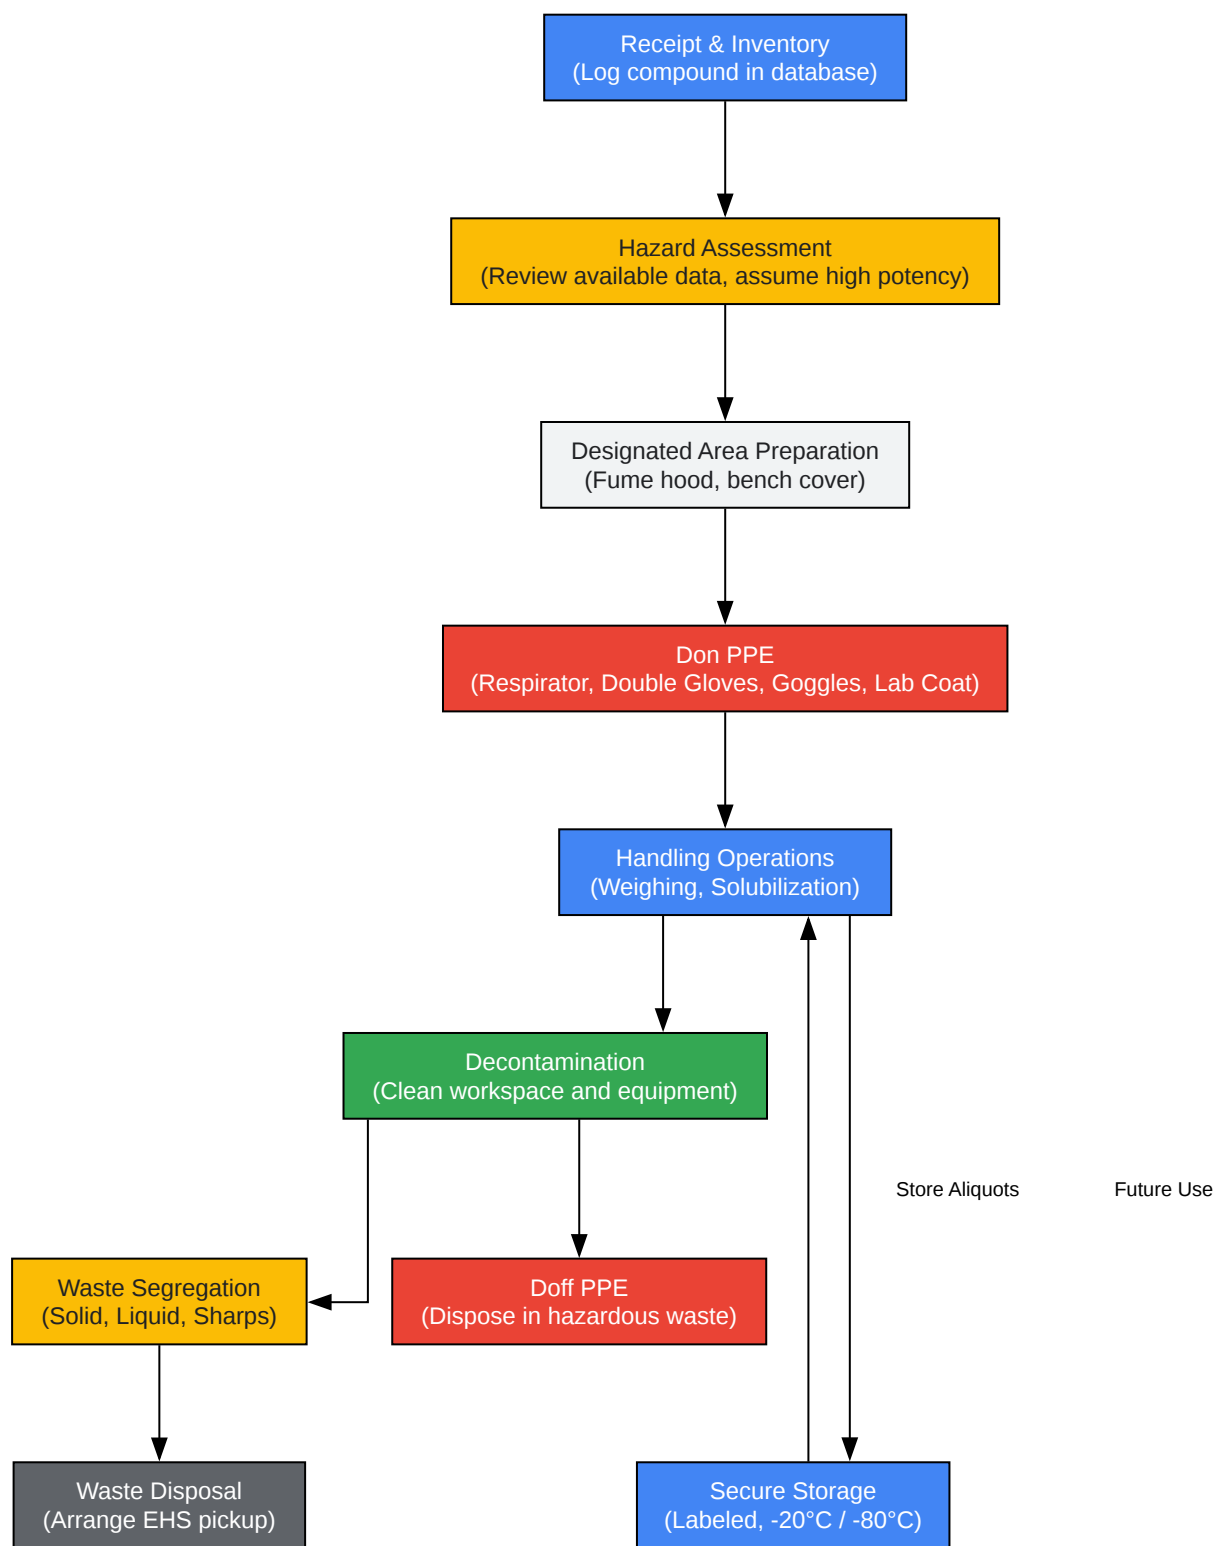 Receipt & Inventory
(Log compound in database)
Hazard Assessment
(Review available data, assume high potency)
Designated Area Preparation
(Fume hood, bench cover)
Don PPE
(Respirator, Double Gloves, Goggles, Lab Coat)
Handling Operations
(Weighing, Solubilization)
Decontamination
(Clean workspace and equipment)
Store Aliquots
Future Use
Waste Segregation
(Solid, Liquid, Sharps)
Doff PPE
(Dispose in hazardous waste)
Waste Disposal
(Arrange EHS pickup)
Secure Storage
(Labeled, -20°C / -80°C)